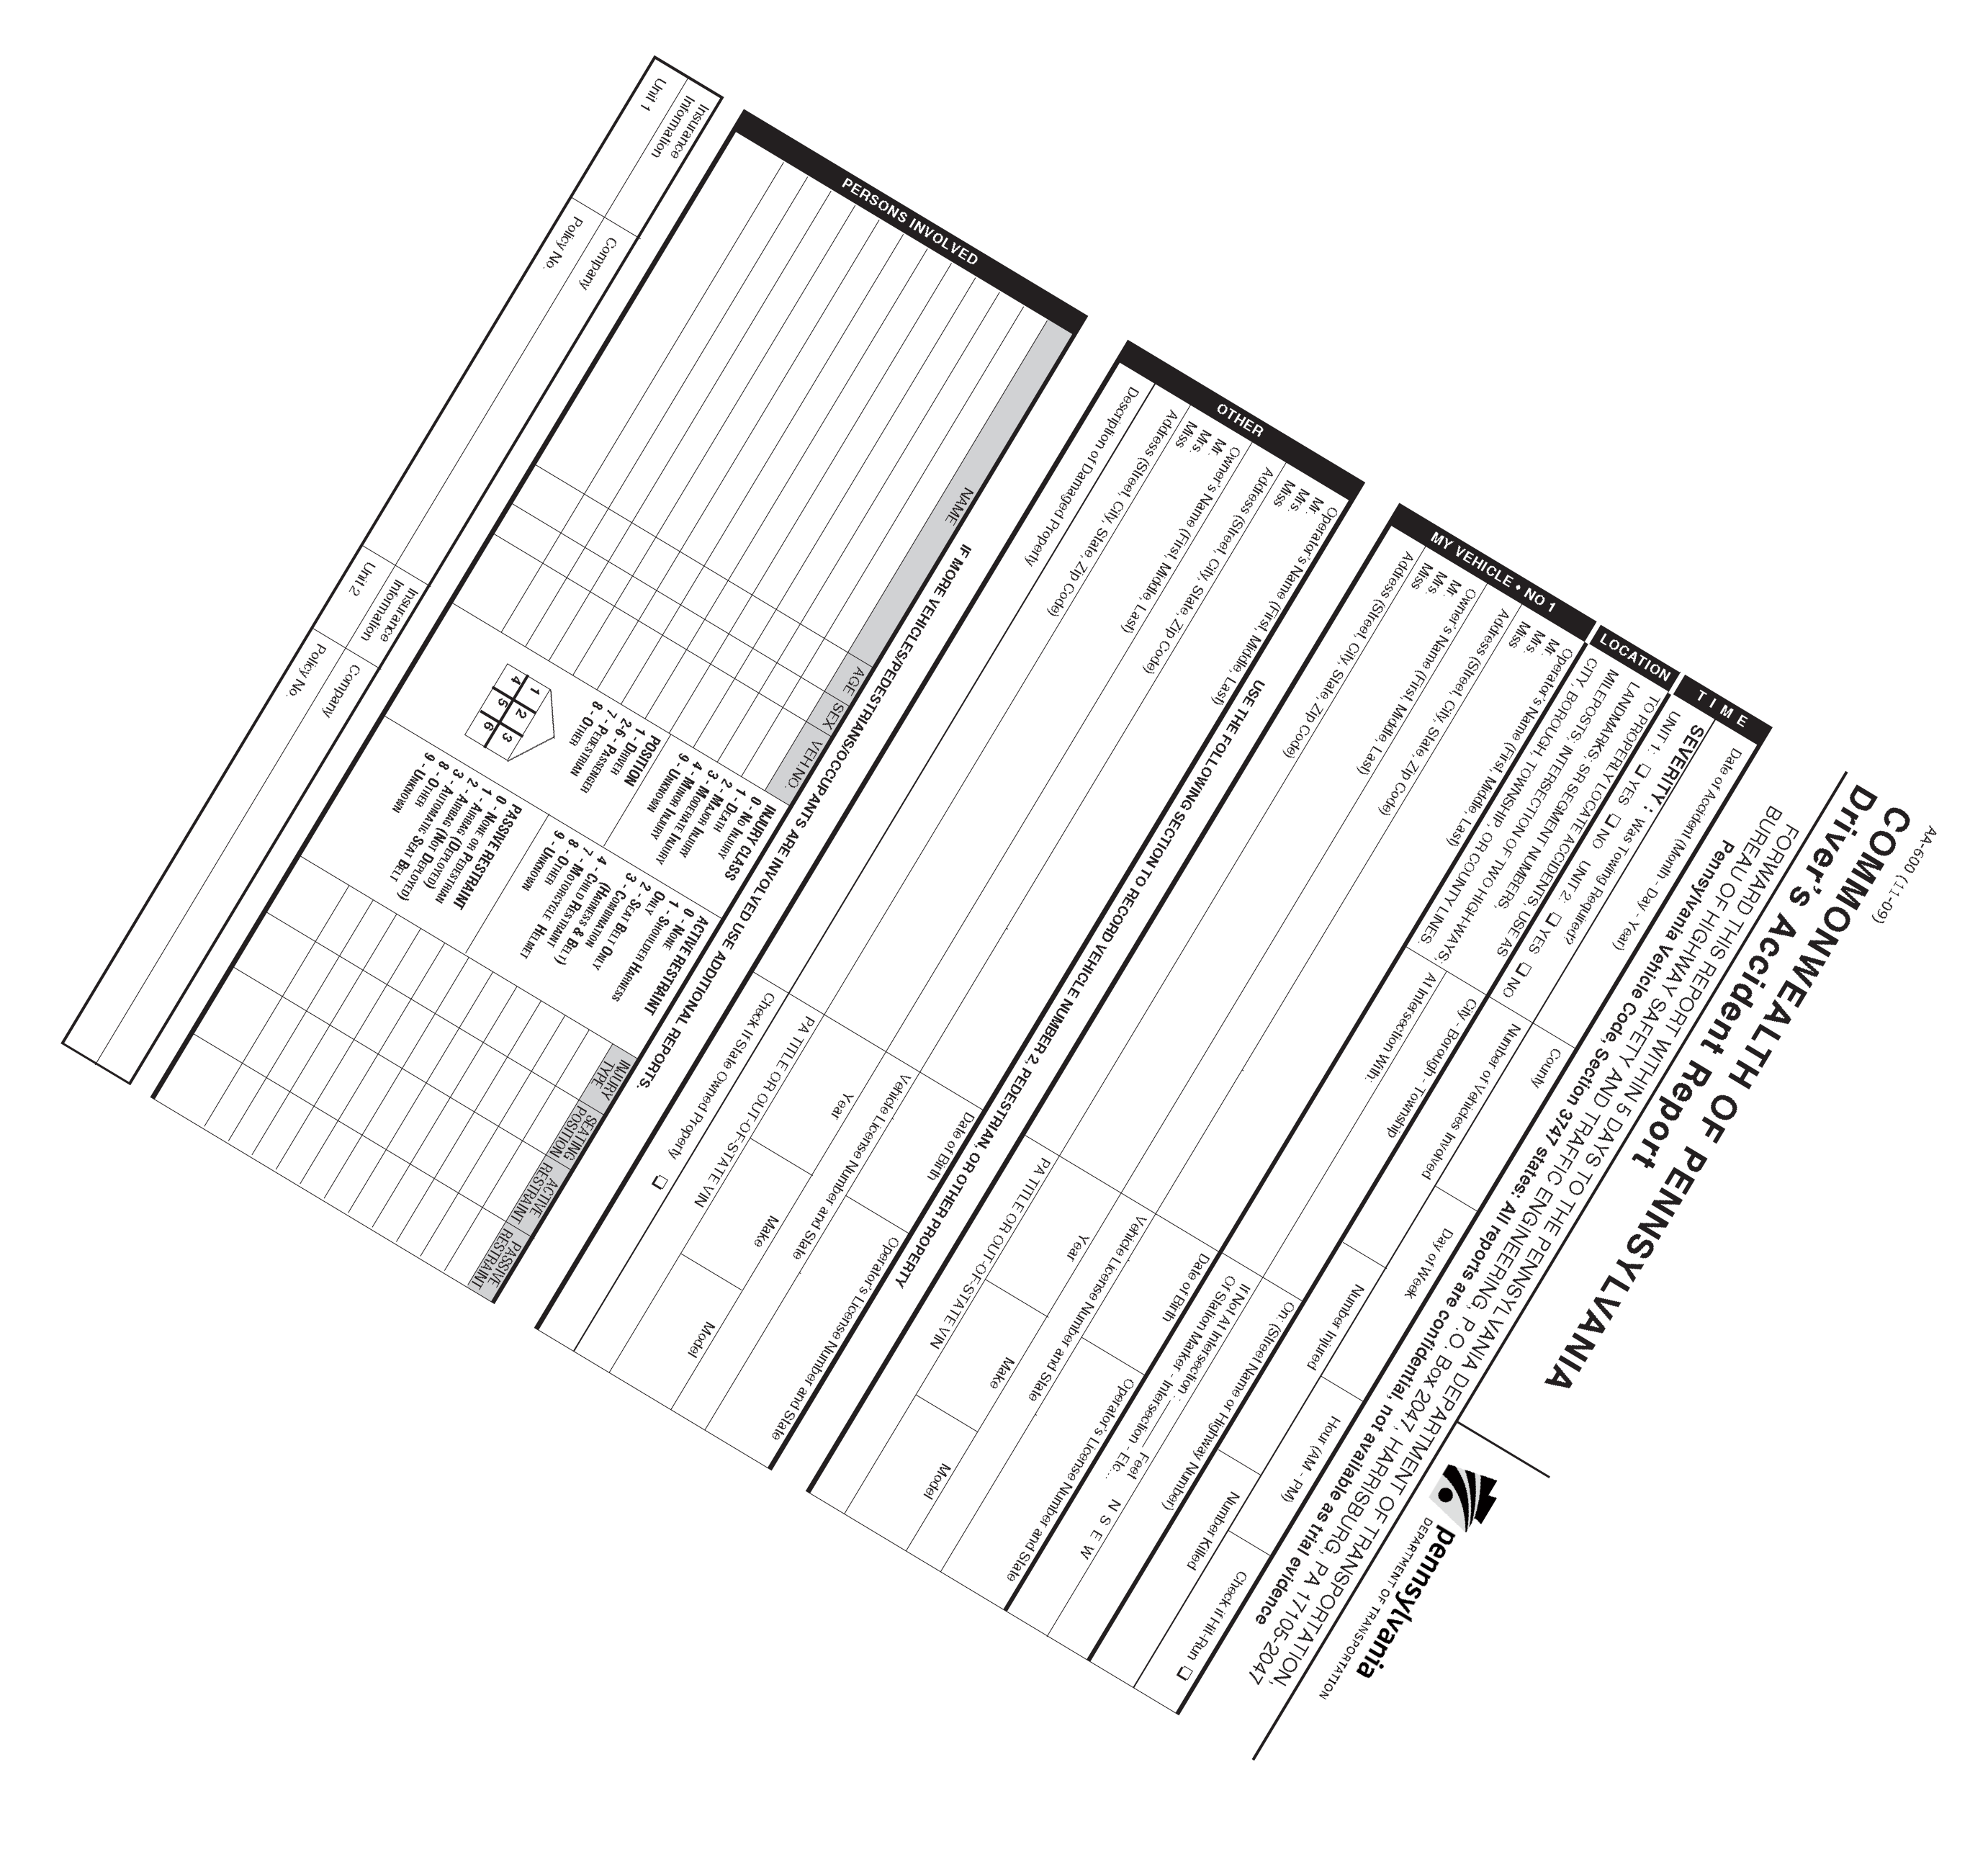 AA-600 (11-09)
COMMONWEALTH OF PENNSYLVANIA
Driver's Accident Report
pennsylvania
DEPARTMENT OF TRANSPORTATION
FORWARD THIS REPORT WITHIN 5 DAYS TO THE PENNSYLVANIA DEPARTMENT OF TRANSPORTATION,
BUREAU OF HIGHWAY SAFETY AND TRAFFIC ENGINEERING, P.O. Box 2047, HARRISBURG, PA 17105-2047
Pennsylvania Vehicle Code, Section 3747 states: All reports are confidential, not available as trial evidence
TIME
Date of Accident (Month - Day - Year)
County
Day of Week
Hour (AM - PM)
Check if Hit-Run ❑
SEVERITY : Was Towing Required?
UNIT 1: ❑ YES ❑ NO UNIT 2: ❑ YES ❑ NO
Number of Vehicles Involved
Number Injured
Number Killed
LOCATION
TO PROPERLY LOCATE ACCIDENTS, USE AS
LANDMARKS, SR SEGMENT NUMBERS,
MILEPOSTS, INTERSECTION OF TWO HIGHWAYS,
CITY, BOROUGH, TOWNSHIP, OR COUNTY LINES.
City - Borough - Township
On: (Street Name or Highway Number)
At Intersection With:
If Not At Intersection : ______ Feet N S E W
Of Station Marker - Intersection - Etc...
MY VEHICLE • NO 1
Mr.
Mrs.
Miss
Operator's Name (First, Middle, Last)
Date of Birth
Operator's License Number and State
Address (Street, City, State, Zip Code)
Vehicle License Number and State
Mr.
Mrs.
Miss
Owner's Name (First, Middle, Last)
Year
Make
Model
Address (Street, City, State, Zip Code)
PA TITLE OR OUT-OF-STATE VIN
USE THE FOLLOWING SECTION TO RECORD VEHICLE NUMBER 2, PEDESTRIAN, OR OTHER PROPERTY
OTHER
Mr.
Mrs.
Miss
Operator's Name (First, Middle, Last)
Date of Birth
Operator's License Number and State
Address (Street, City, State, Zip Code)
Vehicle License Number and State
Mr.
Mrs.
Miss
Owner's Name (First, Middle, Last)
Year
Make
Model
Address (Street, City, State, Zip Code)
PA TITLE OR OUT-OF-STATE VIN
Description of Damaged Property
Check If State Owned Property ❑
IF MORE VEHICLES/PEDESTRIANS/OCCUPANTS ARE INVOLVED USE ADDITIONAL REPORTS.
PERSONS INVOLVED
NAME
AGE
SEX
VEH NO.
INJURY CLASS
0 - NO INJURY
1 - DEATH
2 - MAJOR INJURY
3 - MODERATE INJURY
4 - MINOR INJURY
9 - UNKNOWN
POSITION
1 - DRIVER
2-6 - PASSENGER
7 - PEDESTRIAN
8 - OTHER
1 2 3
4 5 6
ACTIVE RESTRAINT
0 - NONE
1 - SHOULDER HARNESS
ONLY
2 - SEAT BELT ONLY
3 - COMBINATION
(HARNESS & BELT)
4 - CHILD RESTRAINT
7 - MOTORCYCLE HELMET
8 - OTHER
9 - UNKNOWN
PASSIVE RESTRAINT
0 - NONE OR PEDESTRIAN
1 - AIRBAG (DEPLOYED)
2 - AIRBAG (NOT DEPLOYED)
3 - AUTOMATIC SEAT BELT
8 - OTHER
9 - UNKNOWN
INJURY
TYPE
SEATING
POSITION
ACTIVE
RESTRAINT
PASSIVE
RESTRAINT
Insurance
Information
Company
Insurance
Information
Company
Unit 1
Policy No.
Unit 2
Policy No.